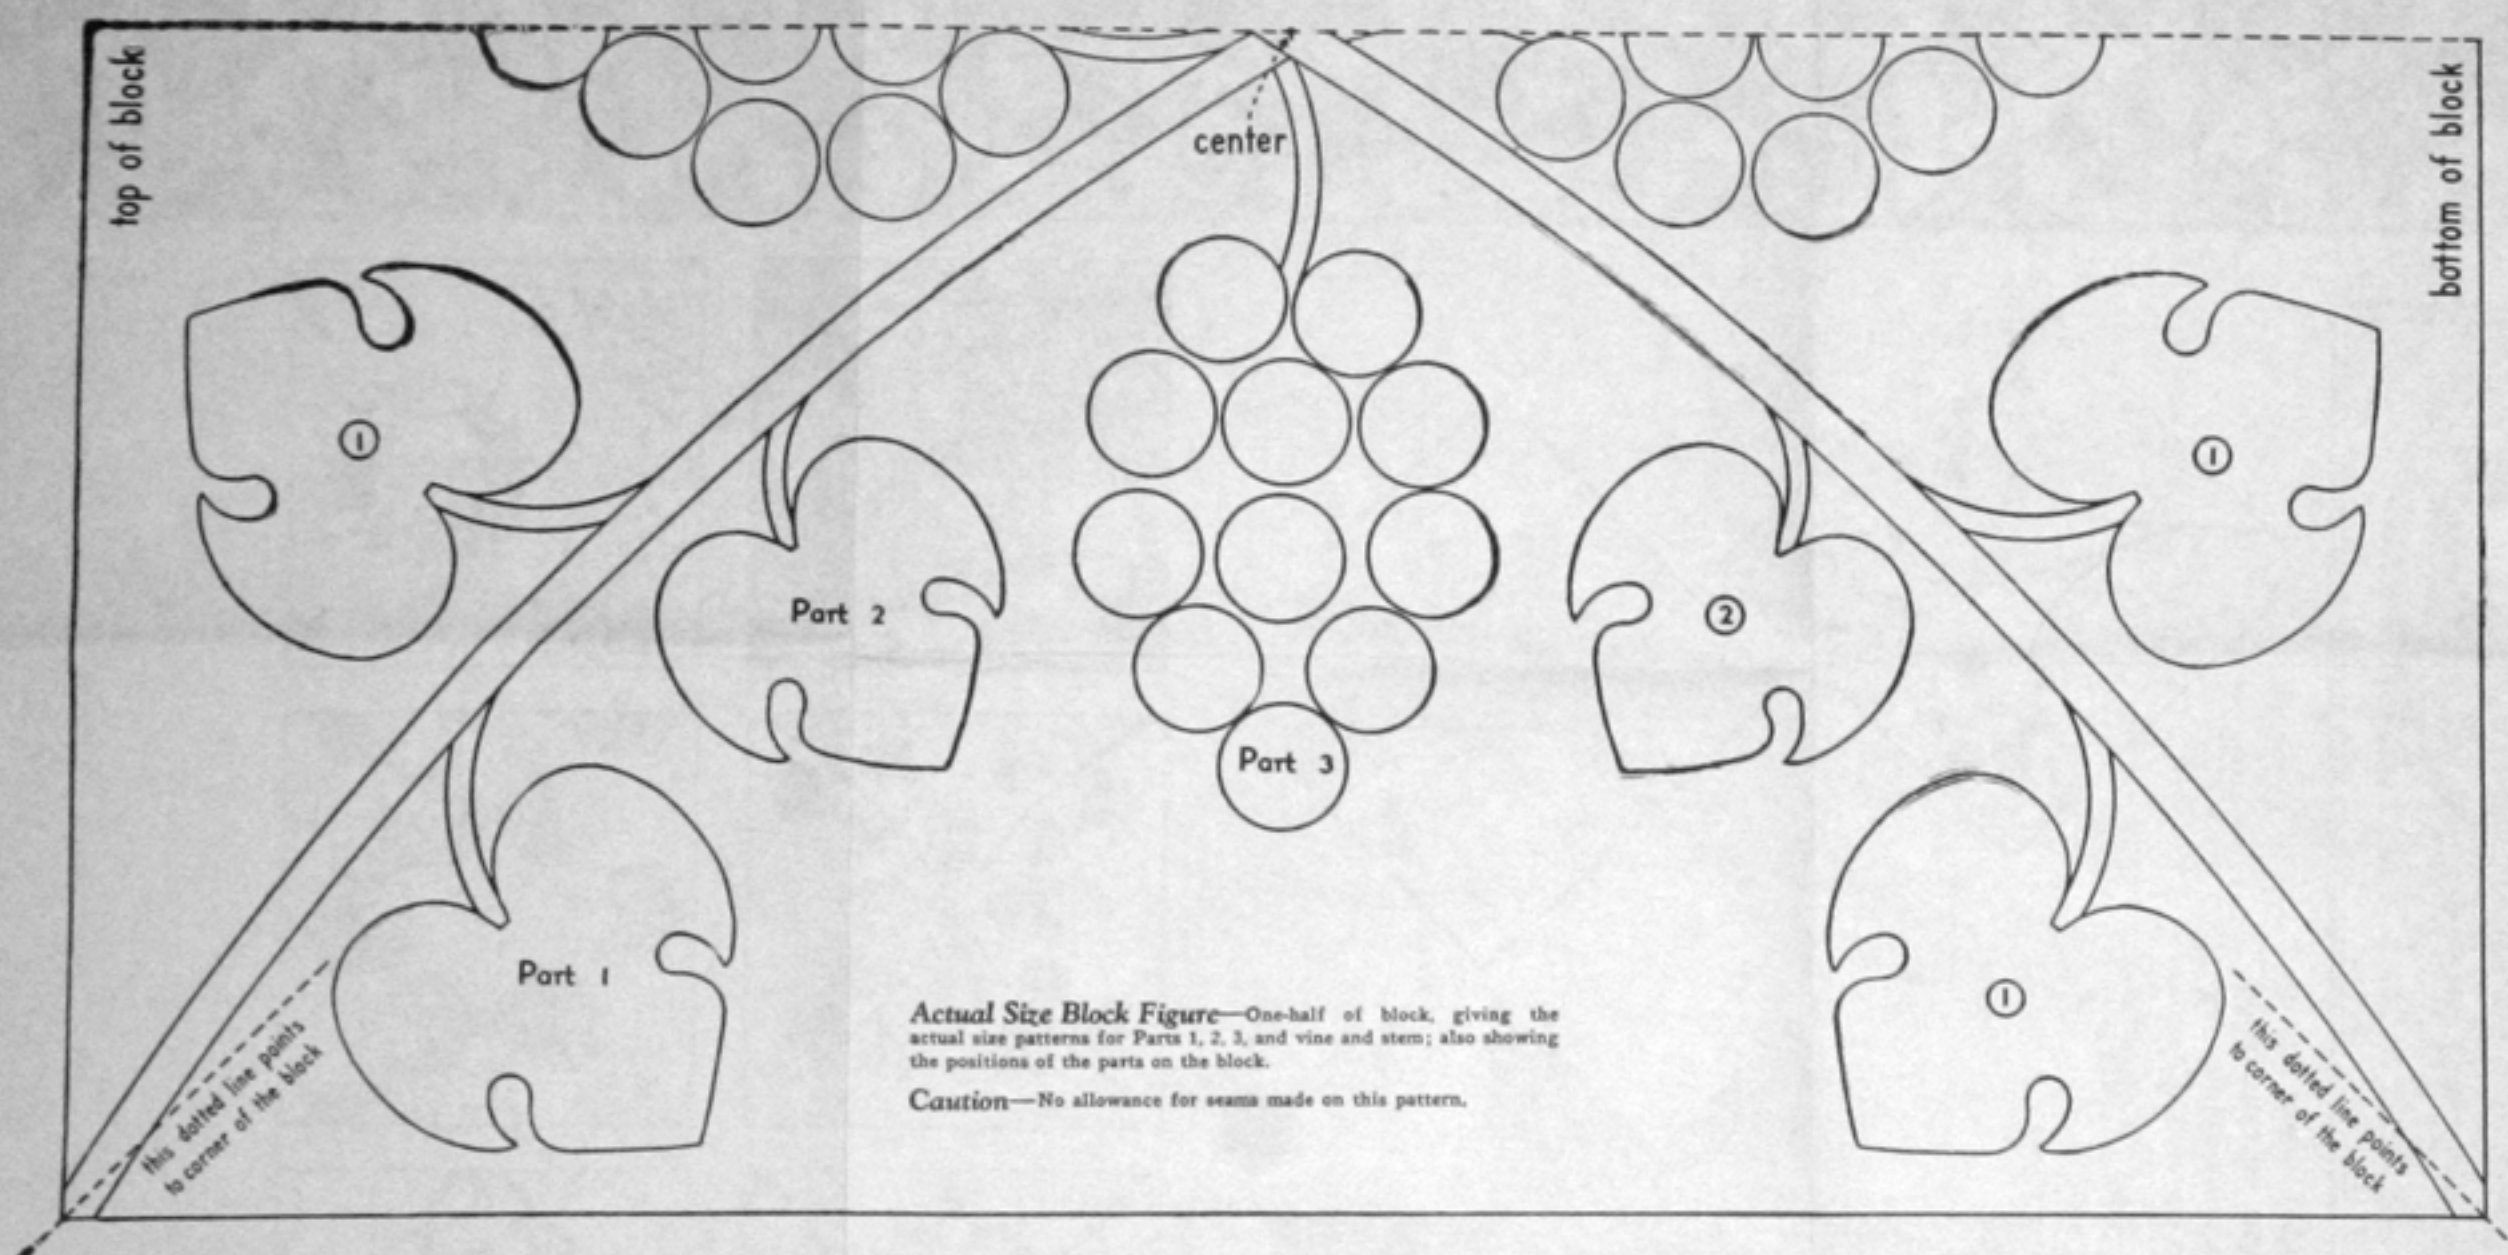 top of block
center
bottom of block
1
1
Part 2
2
Part 3
Part 1
1
this dotted line points
to corner of the block
Actual Size Block Figure—One-half of block, giving the
actual size patterns for Parts 1, 2, 3, and vine and stem; also showing
the positions of the parts on the block.
Caution—No allowance for seams made on this pattern.
this dotted line points
to corner of the block